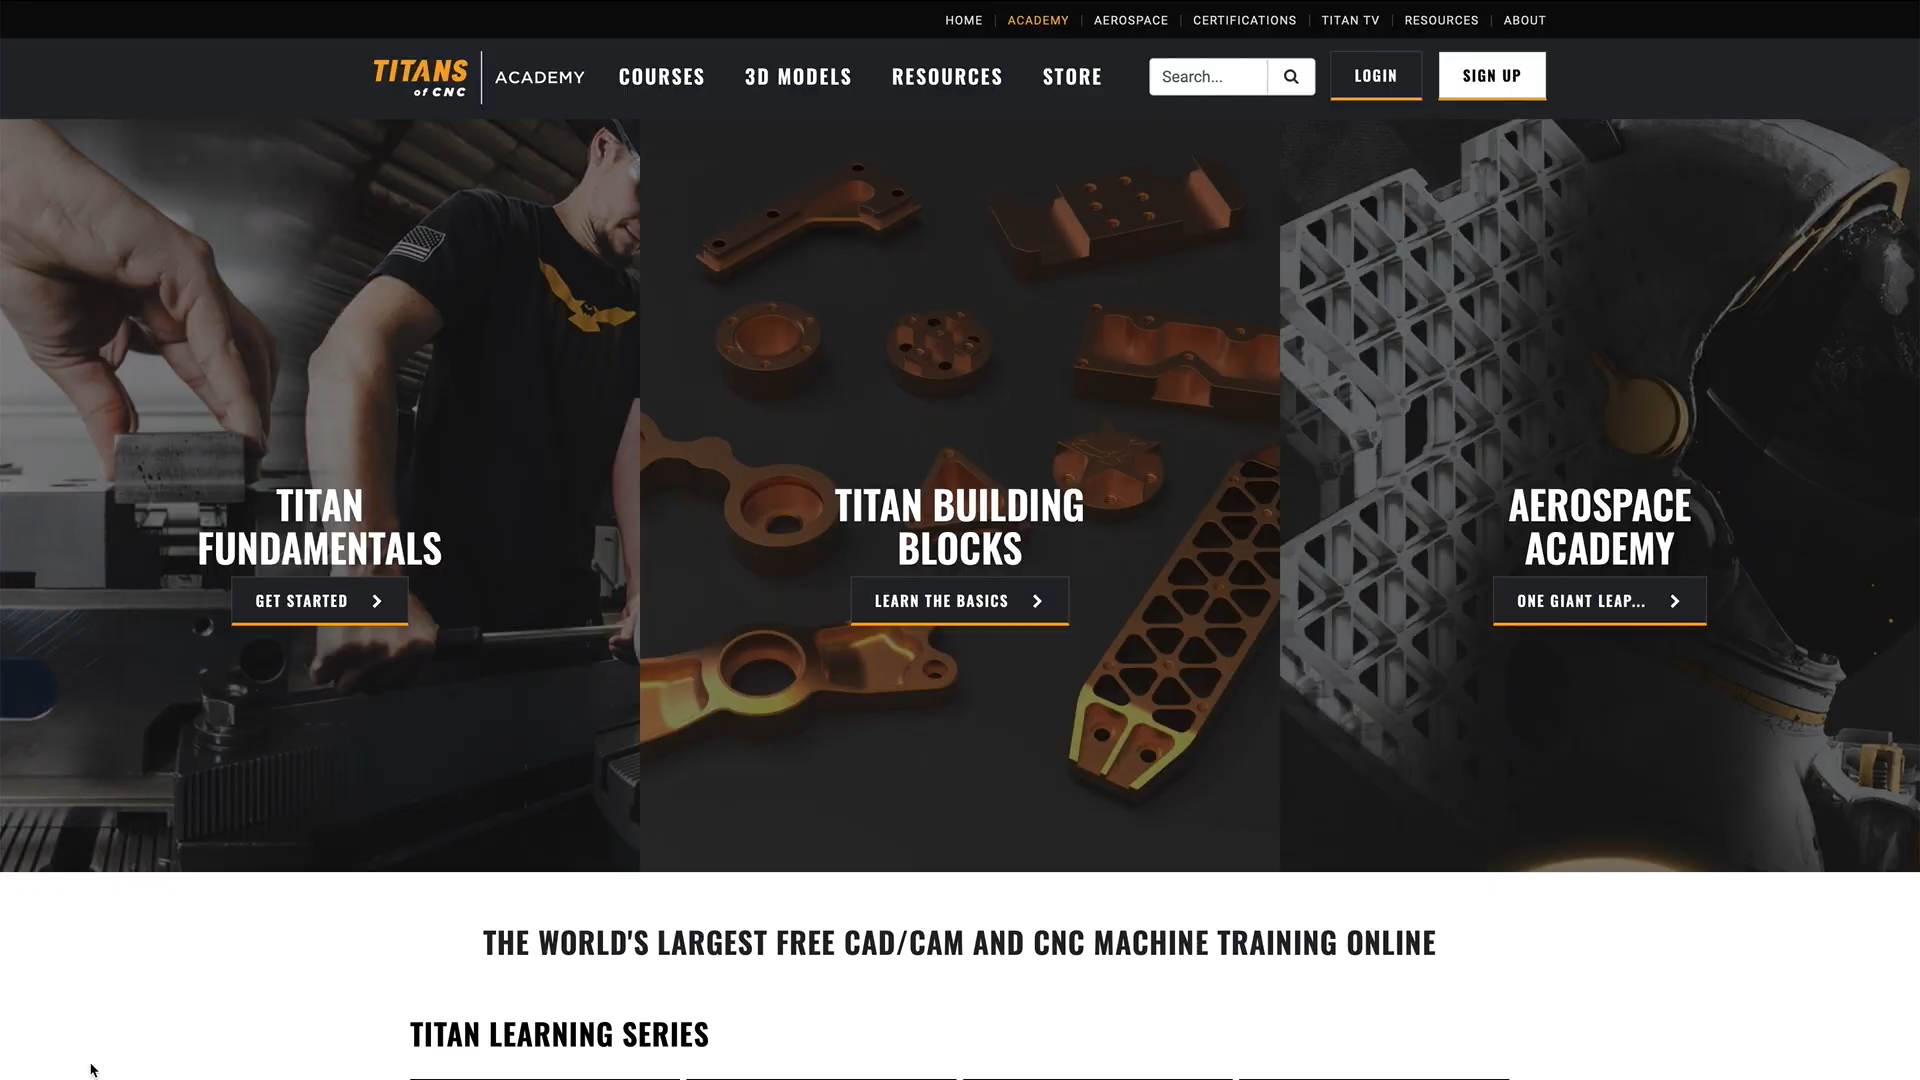 HOME
ACADEMY
AEROSPACE
CERTIFICATIONS
TITAN TV
RESOURCES
ABOUT
TITANS
of CNC
ACADEMY
COURSES
3D MODELS
RESOURCES
STORE
Search...
LOGIN
SIGN UP
TITAN
FUNDAMENTALS
GET STARTED
TITAN BUILDING
BLOCKS
LEARN THE BASICS
AEROSPACE
ACADEMY
ONE GIANT LEAP...
THE WORLD'S LARGEST FREE CAD/CAM AND CNC MACHINE TRAINING ONLINE
TITAN LEARNING SERIES